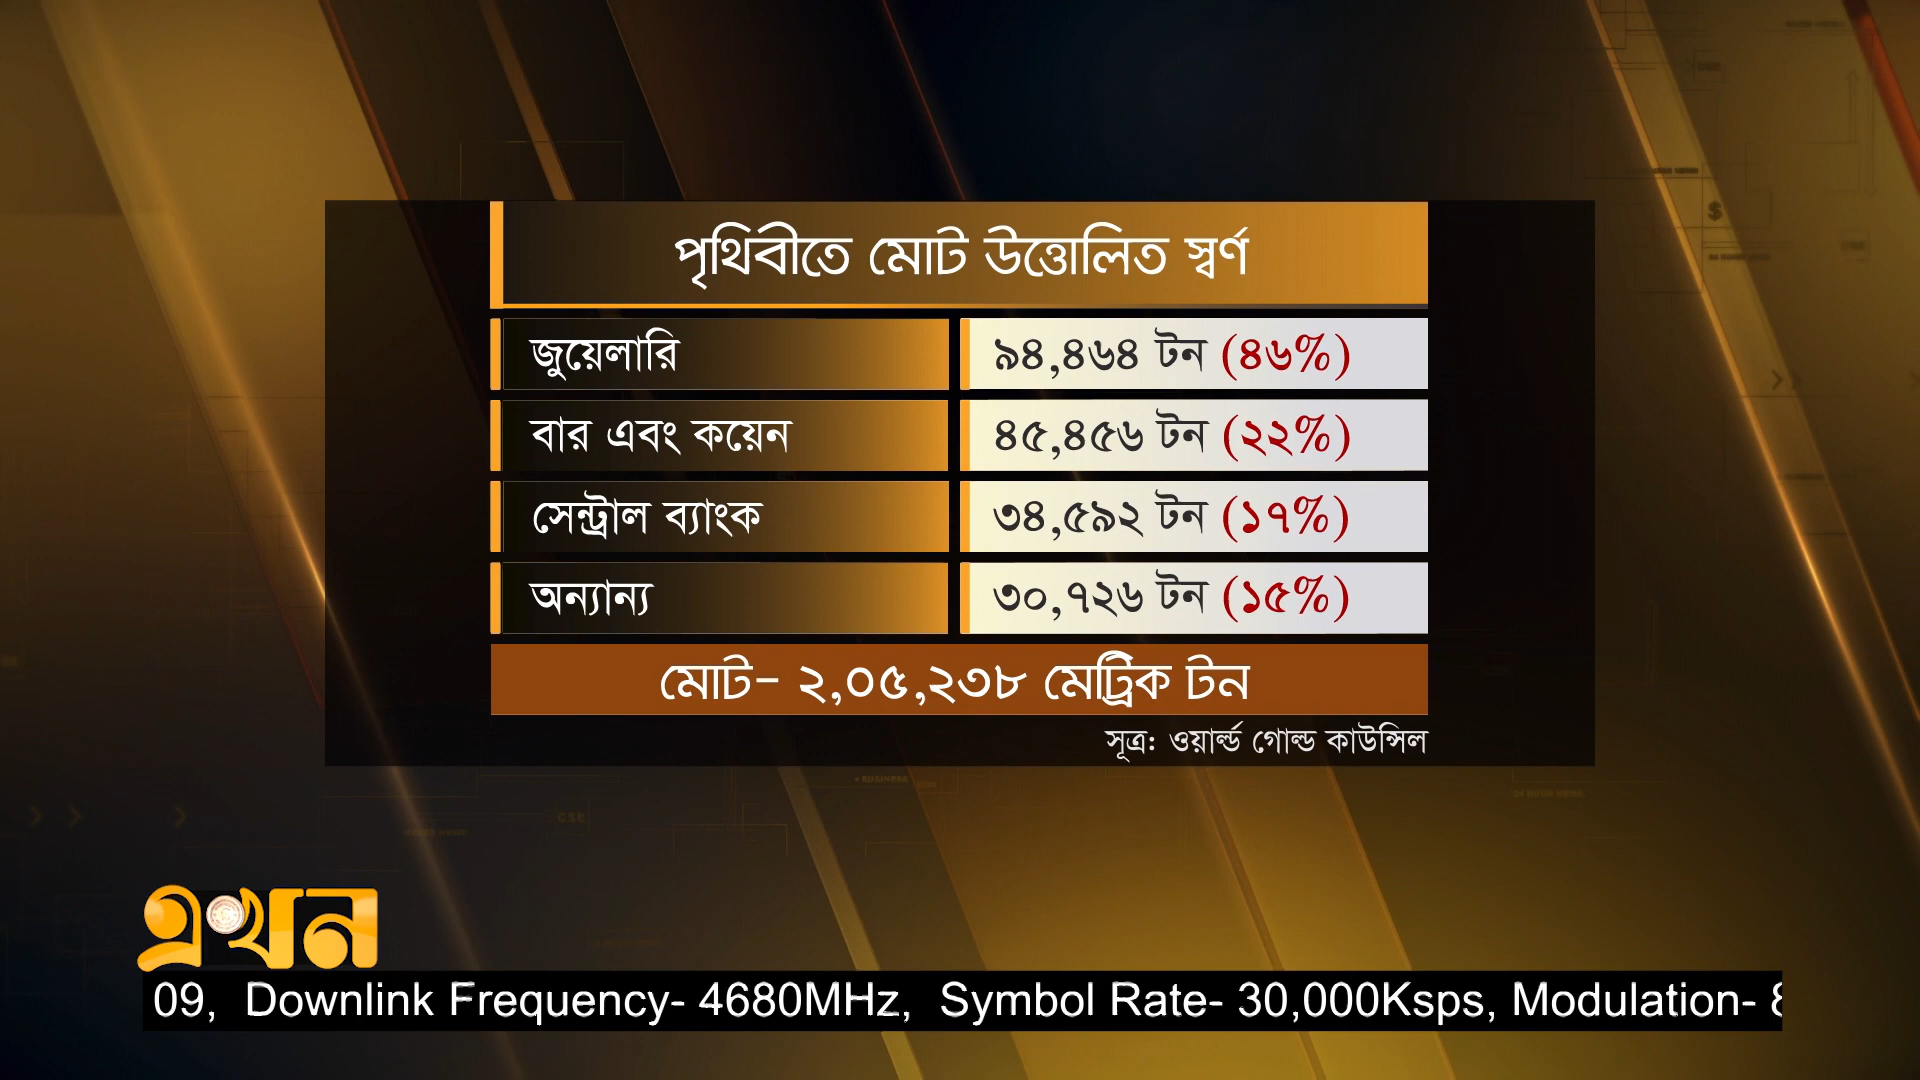 পৃথিবীতে মোট উত্তোলিত স্বর্ণ
জুয়েলারি ৯৪,৪৬৪ টন (৪৬%)
বার এবং কয়েন ৪৫,৪৫৬ টন (২২%)
সেন্ট্রাল ব্যাংক ৩৪,৫৯২ টন (১৭%)
অন্যান্য ৩০,৭২৬ টন (১৫%)
মোট- ২,০৫,২৩৮ মেট্রিক টন
সূত্র: ওয়ার্ল্ড গোল্ড কাউন্সিল
এখন
09, Downlink Frequency- 4680MHz, Symbol Rate- 30,000Ksps, Modulation-